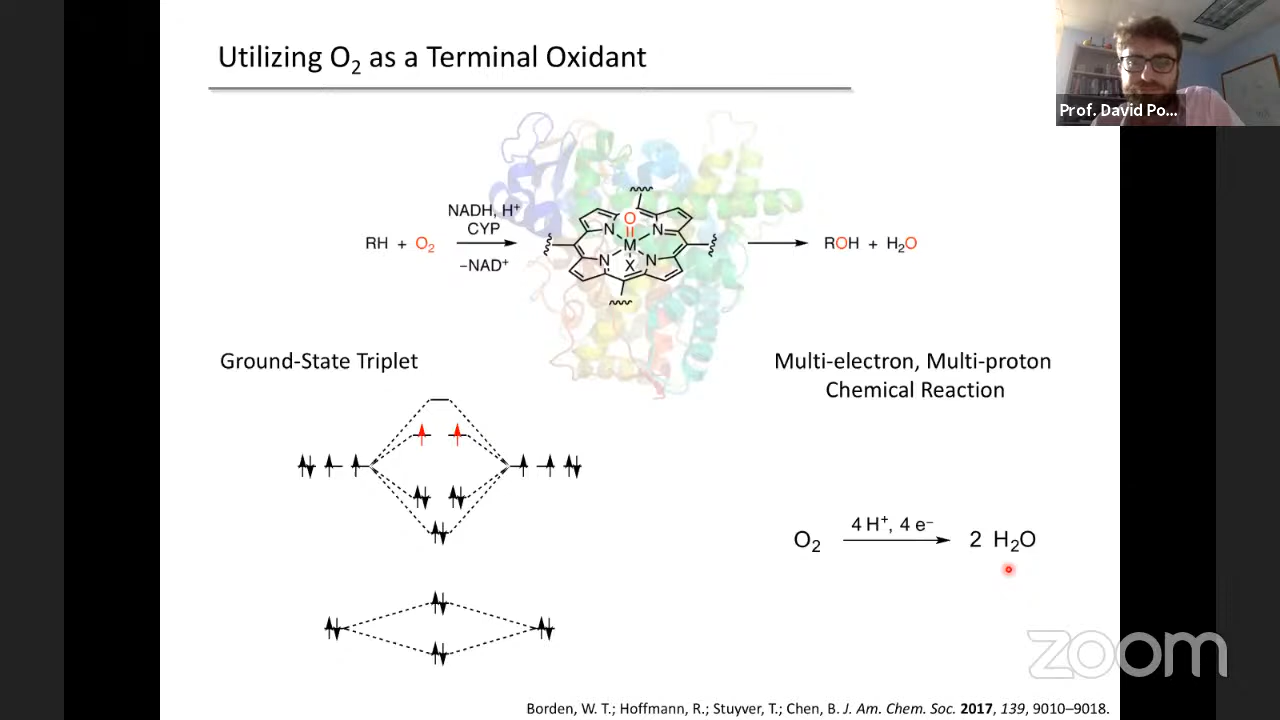 Utilizing O₂ as a Terminal Oxidant
Prof. David Po...
NADH, H⁺
CYP
RH + O₂
−NAD⁺
O
N N
M
N X N
ROH + H₂O
Ground-State Triplet
Multi-electron, Multi-proton
Chemical Reaction
4 H⁺, 4 e⁻
O₂ 2 H₂O
zoom
Borden, W. T.; Hoffmann, R.; Stuyver, T.; Chen, B. J. Am. Chem. Soc. 2017, 139, 9010–9018.